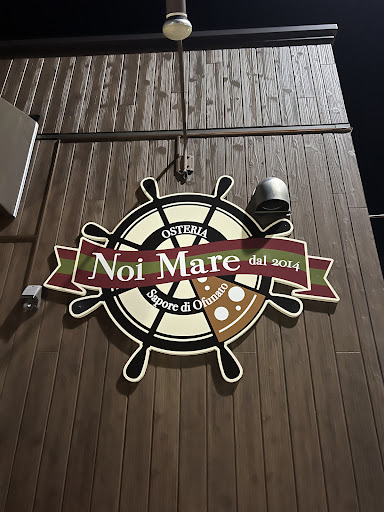 OSTERIA
Noi Mare dal 2014
Sapore di Ofunato